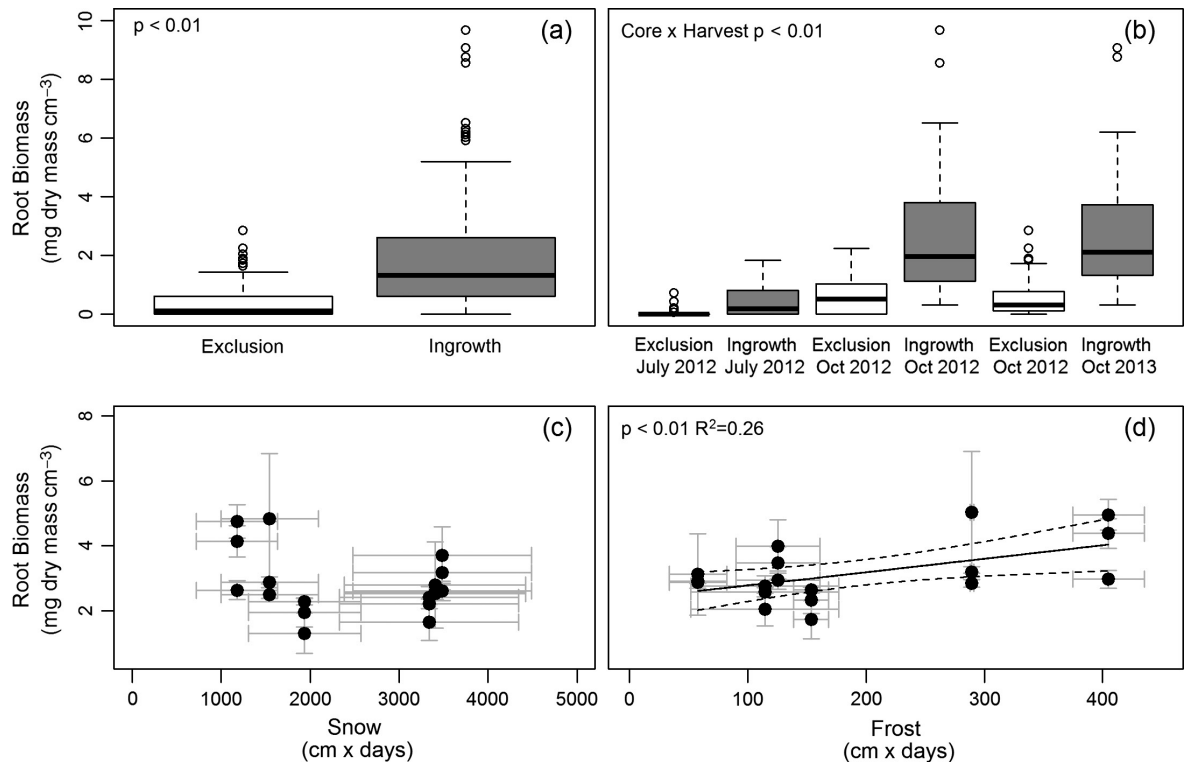 p < 0.01
(a)
10
8
6
4
2
0
Root Biomass
(mg dry mass cm⁻³)
Exclusion
Ingrowth
Core x Harvest p < 0.01
(b)
Exclusion July 2012
Ingrowth July 2012
Exclusion Oct 2012
Ingrowth Oct 2012
Exclusion Oct 2012
Ingrowth Oct 2013
(c)
8
6
4
2
Root Biomass
(mg dry mass cm⁻³)
0 1000 2000 3000 4000 5000
Snow
(cm x days)
p < 0.01 R²=0.26
(d)
0 100 200 300 400
Frost
(cm x days)